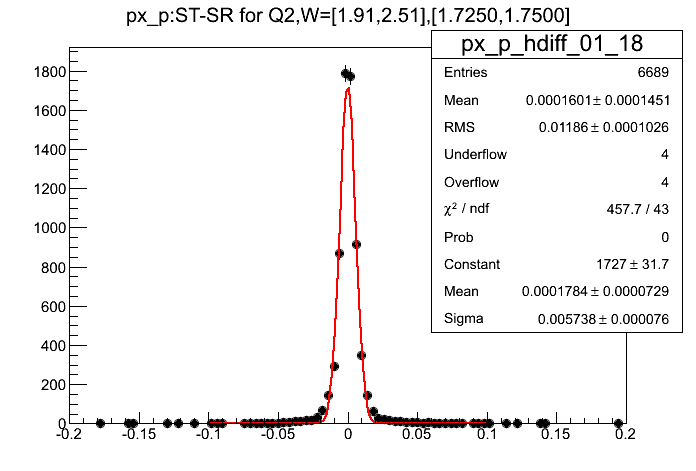 px_p:ST-SR for Q2,W=[1.91,2.51],[1.7250,1.7500]
px_p_hdiff_01_18
Entries 6689
Mean 0.0001601± 0.0001451
RMS 0.01186 ± 0.0001026
Underflow 4
Overflow 4
χ² / ndf 457.7 / 43
Prob 0
Constant 1727 ± 31.7
Mean 0.0001784 ± 0.0000729
Sigma 0.005738 ± 0.000076
1800
1600
1400
1200
1000
800
600
400
200
0
-0.2 -0.15 -0.1 -0.05 0 0.05 0.1 0.15 0.2